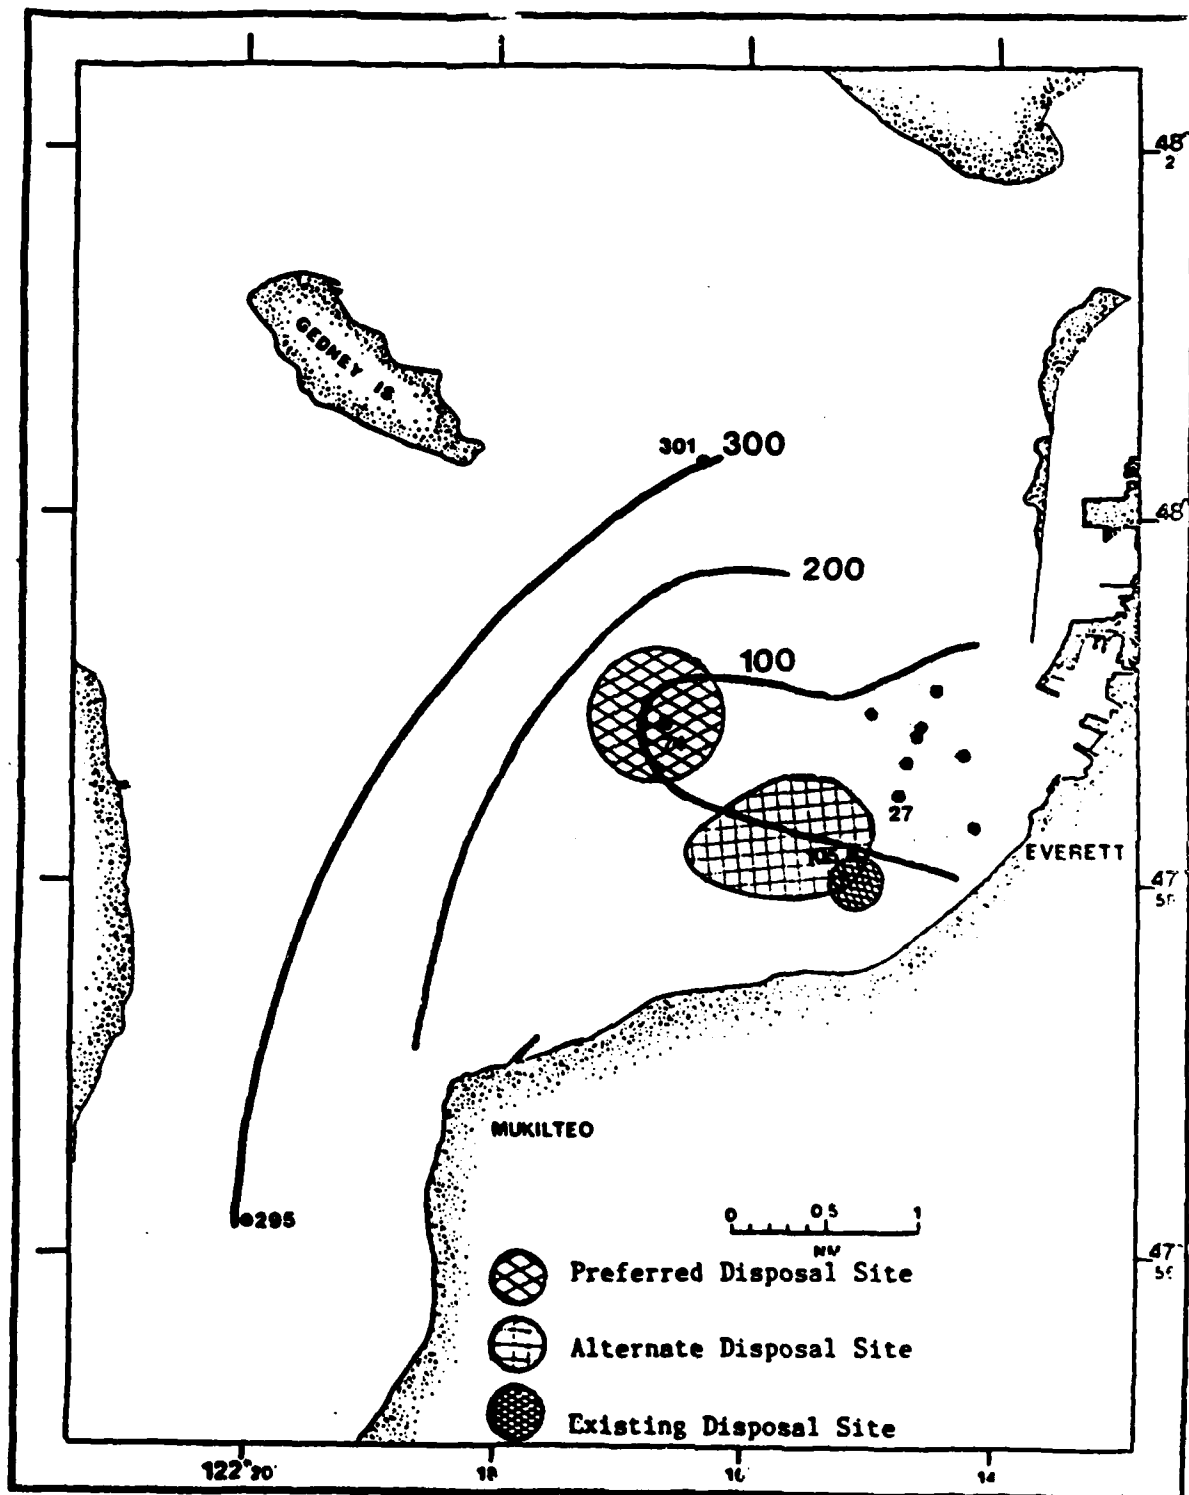 48°
2
GEDNEY IS
301
300
48°
200
100
27
EVERETT
47°
MUKILTEO
295
0 0.5 1
NM
Preferred Disposal Site
Alternate Disposal Site
Existing Disposal Site
47°
122°20' 18 16 14